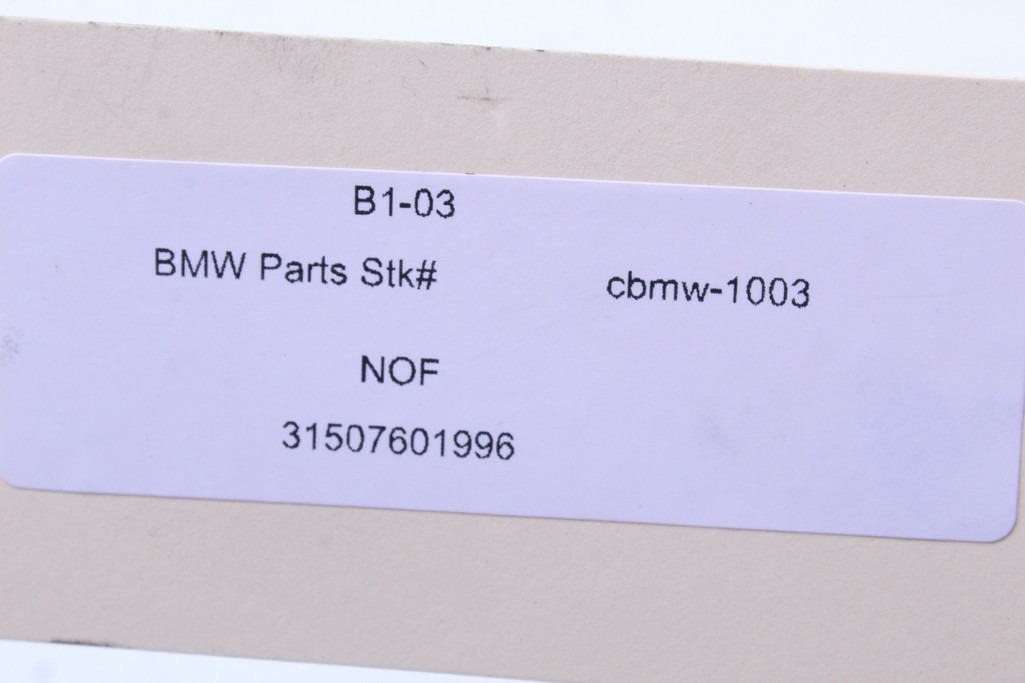 B1-03
BMW Parts Stk# cbmw-1003
NOF
31507601996